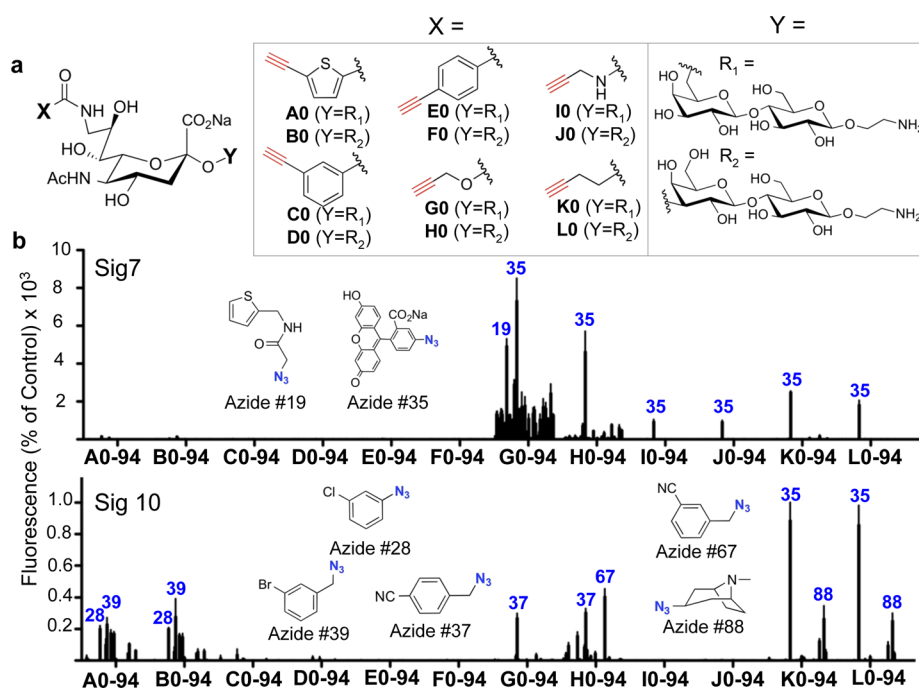 X =
Y =
a
O
X
NH
OH
HO
CO₂Na
Y
O
O
AcHN
HO
S
A0 (Y=R₁)
B0 (Y=R₂)
E0 (Y=R₁)
F0 (Y=R₂)
N
H
I0 (Y=R₁)
J0 (Y=R₂)
C0 (Y=R₁)
D0 (Y=R₂)
O
G0 (Y=R₁)
H0 (Y=R₂)
K0 (Y=R₁)
L0 (Y=R₂)
R₁ =
OH
O
HO
OH
O
HO
O
HO
OH
O
NH₂
R₂ =
OH
HO
O
OH
O
HO
O
HO
OH
O
NH₂
b
Fluorescence (% of Control) x 10³
Sig7
10
8
6
4
2
S
NH
O
N₃
Azide #19
HO
CO₂Na
O
N₃
O
Azide #35
19
35
35
35
35
35
35
A0-94 B0-94 C0-94 D0-94 E0-94 F0-94 G0-94 H0-94 I0-94 J0-94 K0-94 L0-94
Sig 10
1.0
0.8
0.6
0.4
0.2
28
39
28
39
Cl
N₃
Azide #28
Br
N₃
Azide #39
NC
N₃
Azide #37
37
37
67
CN
N₃
Azide #67
N
N₃
Azide #88
35
88
35
88
A0-94 B0-94 C0-94 D0-94 E0-94 F0-94 G0-94 H0-94 I0-94 J0-94 K0-94 L0-94